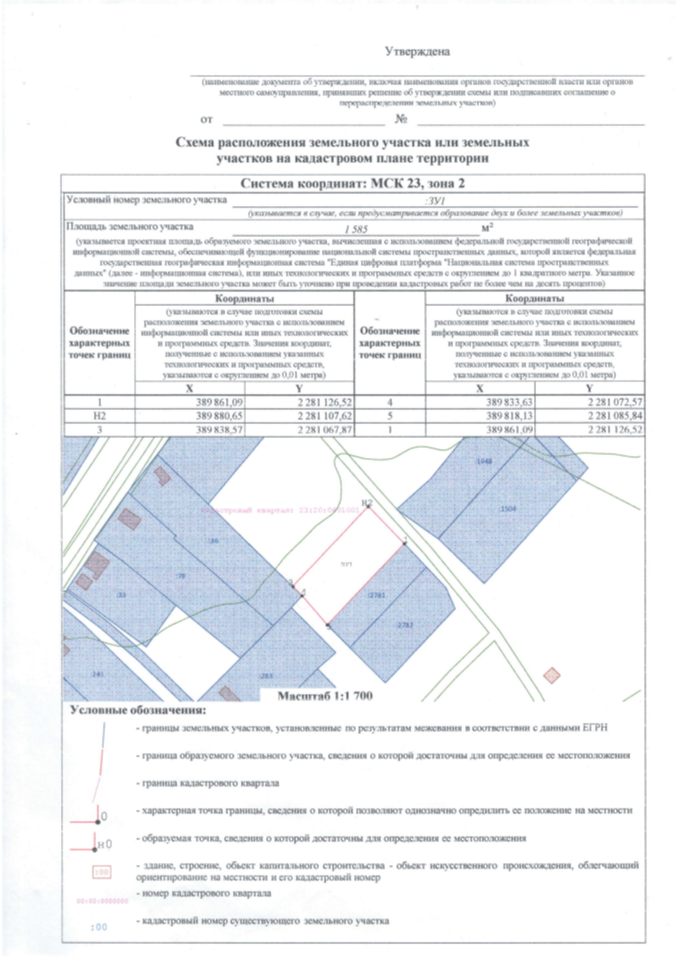 Утверждена
(наименование документа об утверждении, включая наименования органов государственной власти или органов
местного самоуправления, принявших решение об утверждении схемы или подписавших соглашение о
перераспределении земельных участков)
от №
Схема расположения земельного участка или земельных
участков на кадастровом плане территории
Система координат: МСК 23, зона 2
Условный номер земельного участка :ЗУ1
(указывается в случае, если предусматривается образование двух и более земельных участков)
Площадь земельного участка 1 585 м²
(указывается проектная площадь образуемого земельного участка, вычисленная с использованием федеральной государственной географической
информационной системы, обеспечивающей функционирование национальной системы пространственных данных, которой является федеральная
государственная географическая информационная система "Единая цифровая платформа "Национальная система пространственных
данных" (далее - информационная система), или иных технологических и программных средств с округлением до 1 квадратного метра. Указанное
значение площади земельного участка может быть уточнено при проведении кадастровых работ не более чем на десять процентов)
Обозначение
характерных
точек границ
Координаты
(указываются в случае подготовки схемы
расположения земельного участка с использованием
информационной системы или иных технологических
и программных средств. Значения координат,
полученные с использованием указанных
технологических и программных средств,
указываются с округлением до 0,01 метра)
X Y
Обозначение
характерных
точек границ
Координаты
(указываются в случае подготовки схемы
расположения земельного участка с использованием
информационной системы или иных технологических
и программных средств. Значения координат,
полученные с использованием указанных
технологических и программных средств,
указываются с округлением до 0,01 метра)
X Y
1 389 861,09 2 281 126,52 4 389 833,63 2 281 072,57
Н2 389 880,65 2 281 107,62 5 389 818,13 2 281 085,84
3 389 838,57 2 281 067,87 1 389 861,09 2 281 126,52
:1504
Н2
:2781
:2782
:33
:241
:263
Масштаб 1:1 700
Условные обозначения:
- границы земельных участков, установленные по результатам межевания в соответствии с данными ЕГРН
- граница образуемого земельного участка, сведения о которой достаточны для определения ее местоположения
- граница кадастрового квартала
О - характерная точка границы, сведения о которой позволяют однозначно опредилить ее положение на местности
н0 - образуемая точка, сведения о которой достаточны для определения ее местоположения
:00 - здание, строение, обьект капитального строительства - обьект искусственного происхождения, облегчающий
ориентирование на местности и его кадастровый номер
00:00:0000000 - номер кадастрового квартала
:00 - кадастровый номер существующего земельного участка